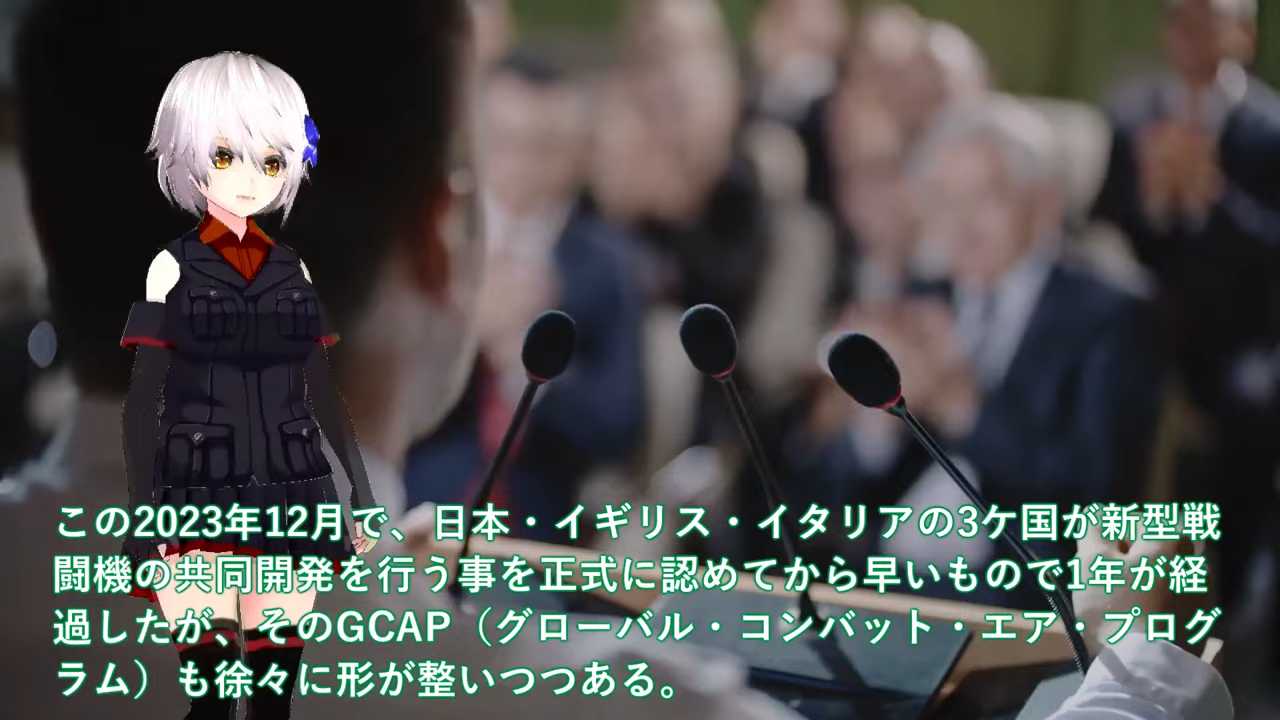 この2023年12月で、日本・イギリス・イタリアの3ケ国が新型戦
闘機の共同開発を行う事を正式に認めてから早いもので1年が経
過したが、そのGCAP（グローバル・コンバット・エア・プログ
ラム）も徐々に形が整いつつある。